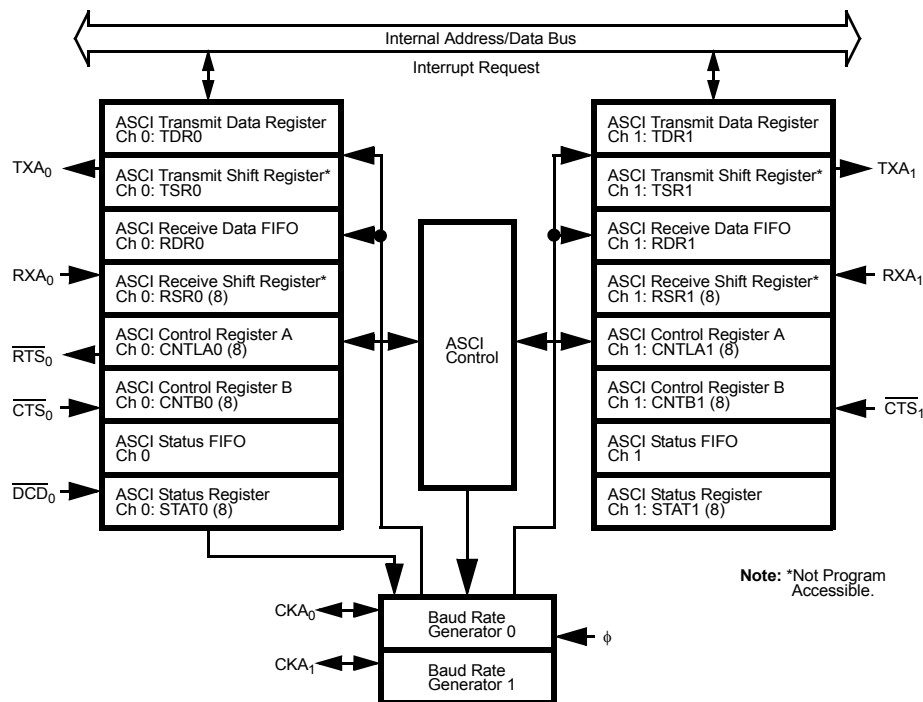 Internal Address/Data Bus
Interrupt Request
ASCI Transmit Data Register
Ch 0: TDR0
ASCI Transmit Shift Register*
Ch 0: TSR0
ASCI Receive Data FIFO
Ch 0: RDR0
ASCI Receive Shift Register*
Ch 0: RSR0 (8)
ASCI Control Register A
Ch 0: CNTLA0 (8)
ASCI Control Register B
Ch 0: CNTB0 (8)
ASCI Status FIFO
Ch 0
ASCI Status Register
Ch 0: STAT0 (8)
TXA₀
RXA₀
R̅T̅S̅₀
C̅T̅S̅₀
D̅C̅D̅₀
ASCI
Control
ASCI Transmit Data Register
Ch 1: TDR1
ASCI Transmit Shift Register*
Ch 1: TSR1
ASCI Receive Data FIFO
Ch 1: RDR1
ASCI Receive Shift Register*
Ch 1: RSR1 (8)
ASCI Control Register A
Ch 1: CNTLA1 (8)
ASCI Control Register B
Ch 1: CNTB1 (8)
ASCI Status FIFO
Ch 1
ASCI Status Register
Ch 1: STAT1 (8)
TXA₁
RXA₁
C̅T̅S̅₁
Note: *Not Program
Accessible.
CKA₀
Baud Rate
Generator 0
ϕ
CKA₁
Baud Rate
Generator 1